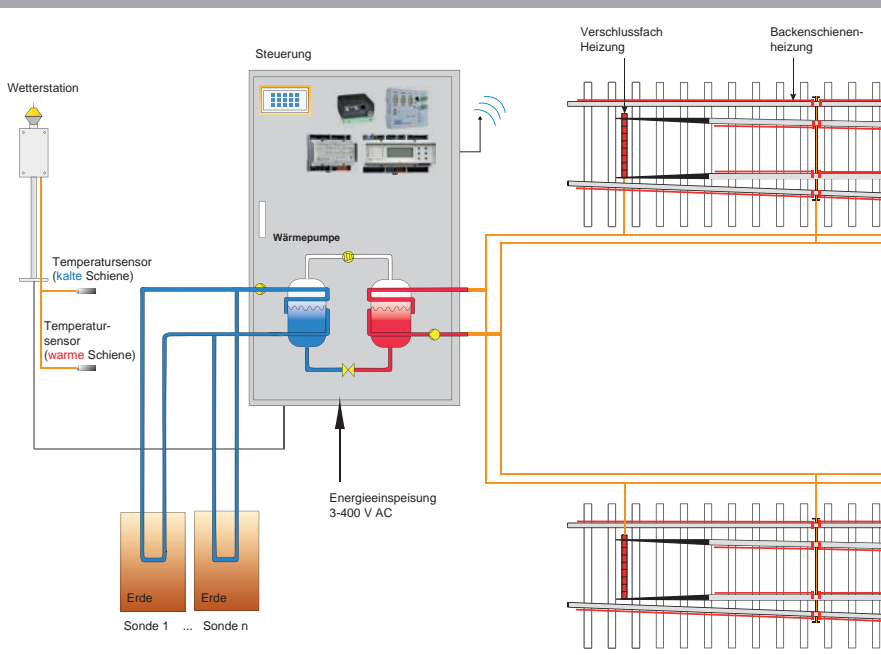 Verschlussfach
Heizung
Backenschienen-
heizung
Steuerung
Wetterstation
Wärmepumpe
Temperatursensor
(kalte Schiene)
Temperatur-
sensor
(warme Schiene)
Energieeinspeisung
3-400 V AC
Erde
Erde
Sonde 1 ... Sonde n